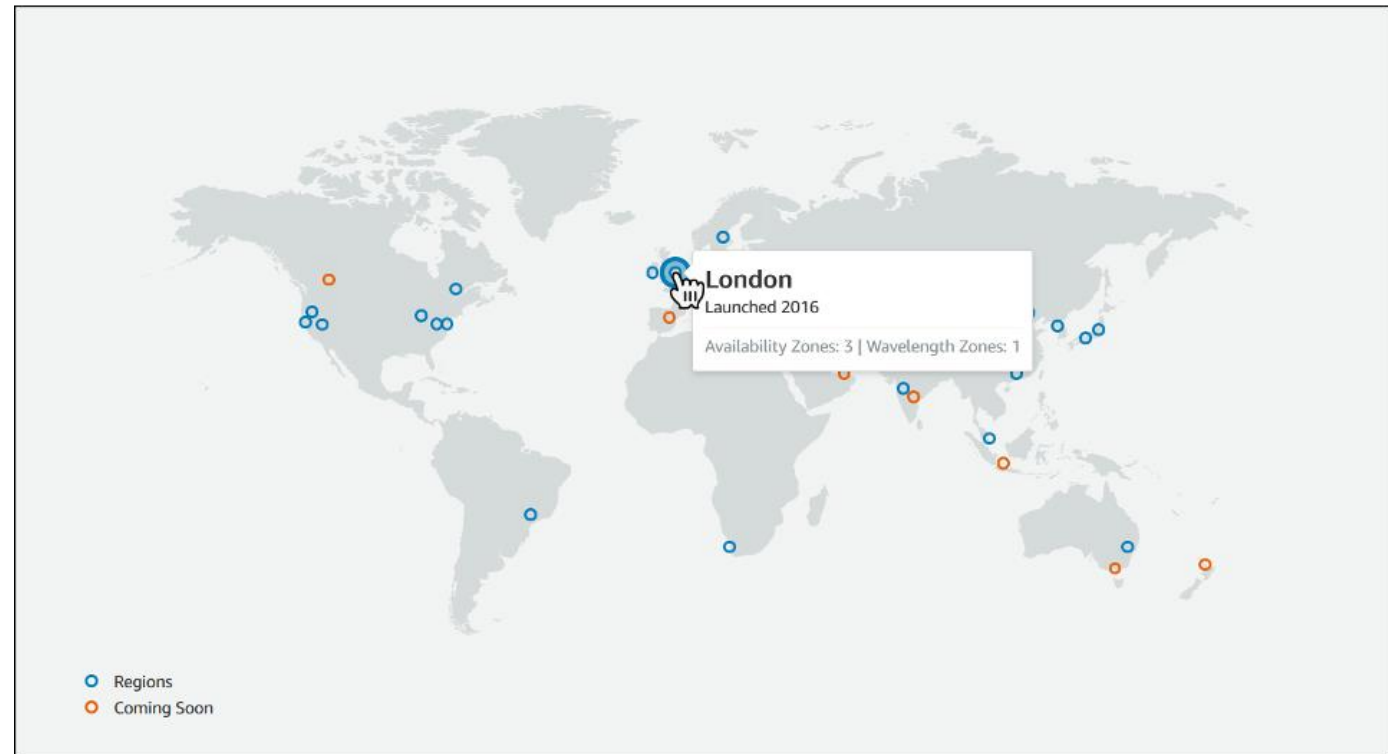 London
Launched 2016
Availability Zones: 3 | Wavelength Zones: 1
Regions
Coming Soon